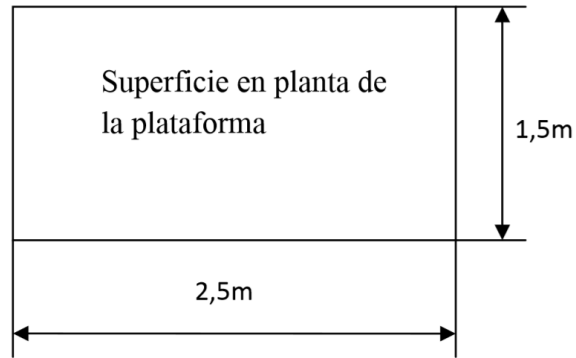 Superficie en planta de
la plataforma
1,5m
2,5m